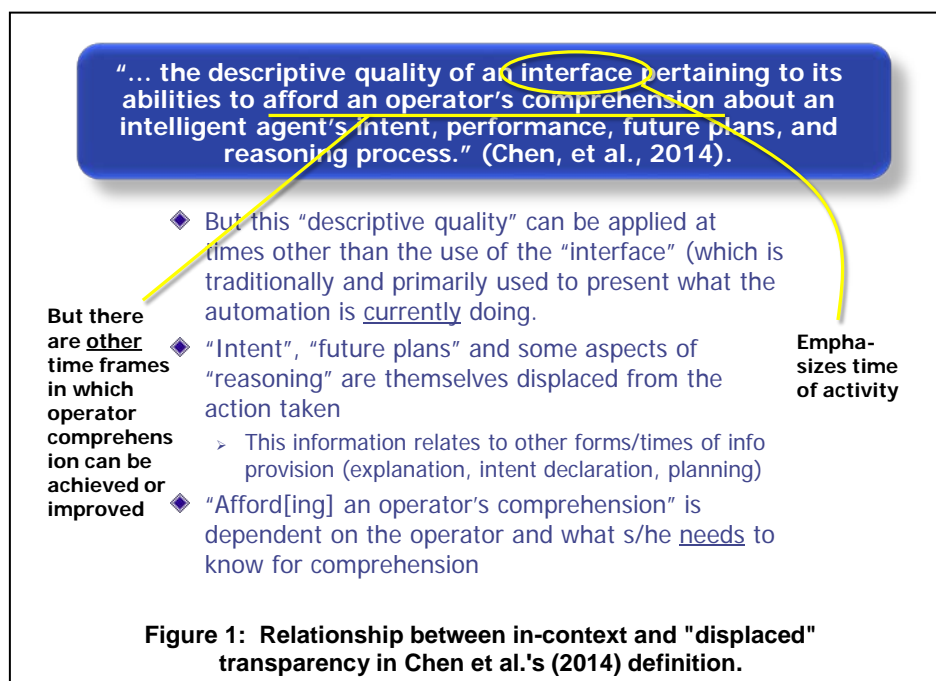 “... the descriptive quality of an interface pertaining to its
abilities to afford an operator’s comprehension about an
intelligent agent’s intent, performance, future plans, and
reasoning process.” (Chen, et al., 2014).
But this “descriptive quality” can be applied at
times other than the use of the “interface” (which is
traditionally and primarily used to present what the
automation is currently doing.
“Intent”, “future plans” and some aspects of
“reasoning” are themselves displaced from the
action taken
This information relates to other forms/times of info
provision (explanation, intent declaration, planning)
“Afford[ing] an operator’s comprehension” is
dependent on the operator and what s/he needs to
know for comprehension
But there
are other
time frames
in which
operator
comprehens
ion can be
achieved or
improved
Empha-
sizes time
of activity
Figure 1: Relationship between in-context and "displaced"
transparency in Chen et al.'s (2014) definition.